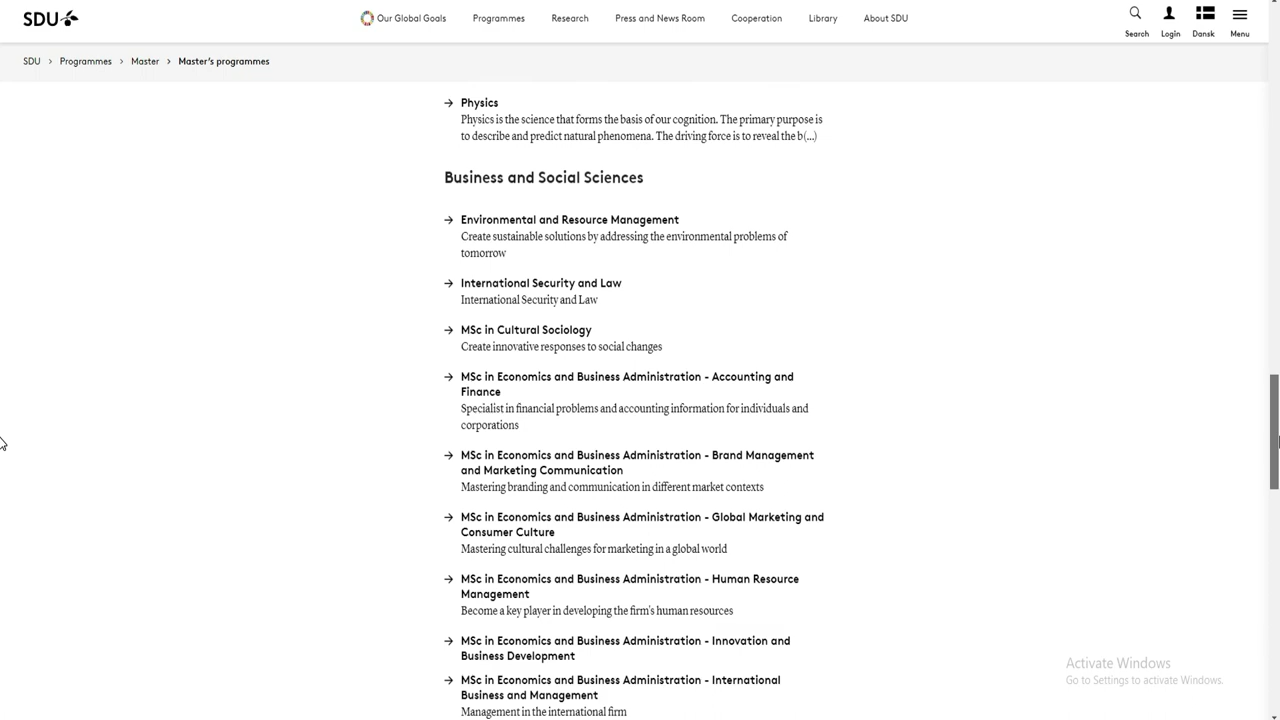 SDU
Our Global Goals
Programmes
Research
Press and News Room
Cooperation
Library
About SDU
Search
Login
Dansk
Menu
SDU > Programmes > Master > Master's programmes
→ Physics
Physics is the science that forms the basis of our cognition. The primary purpose is
to describe and predict natural phenomena. The driving force is to reveal the b(...)
Business and Social Sciences
→ Environmental and Resource Management
Create sustainable solutions by addressing the environmental problems of
tomorrow
→ International Security and Law
International Security and Law
→ MSc in Cultural Sociology
Create innovative responses to social changes
→ MSc in Economics and Business Administration - Accounting and
Finance
Specialist in financial problems and accounting information for individuals and
corporations
→ MSc in Economics and Business Administration - Brand Management
and Marketing Communication
Mastering branding and communication in different market contexts
→ MSc in Economics and Business Administration - Global Marketing and
Consumer Culture
Mastering cultural challenges for marketing in a global world
→ MSc in Economics and Business Administration - Human Resource
Management
Become a key player in developing the firm's human resources
→ MSc in Economics and Business Administration - Innovation and
Business Development
→ MSc in Economics and Business Administration - International
Business and Management
Management in the international firm
Activate Windows
Go to Settings to activate Windows.